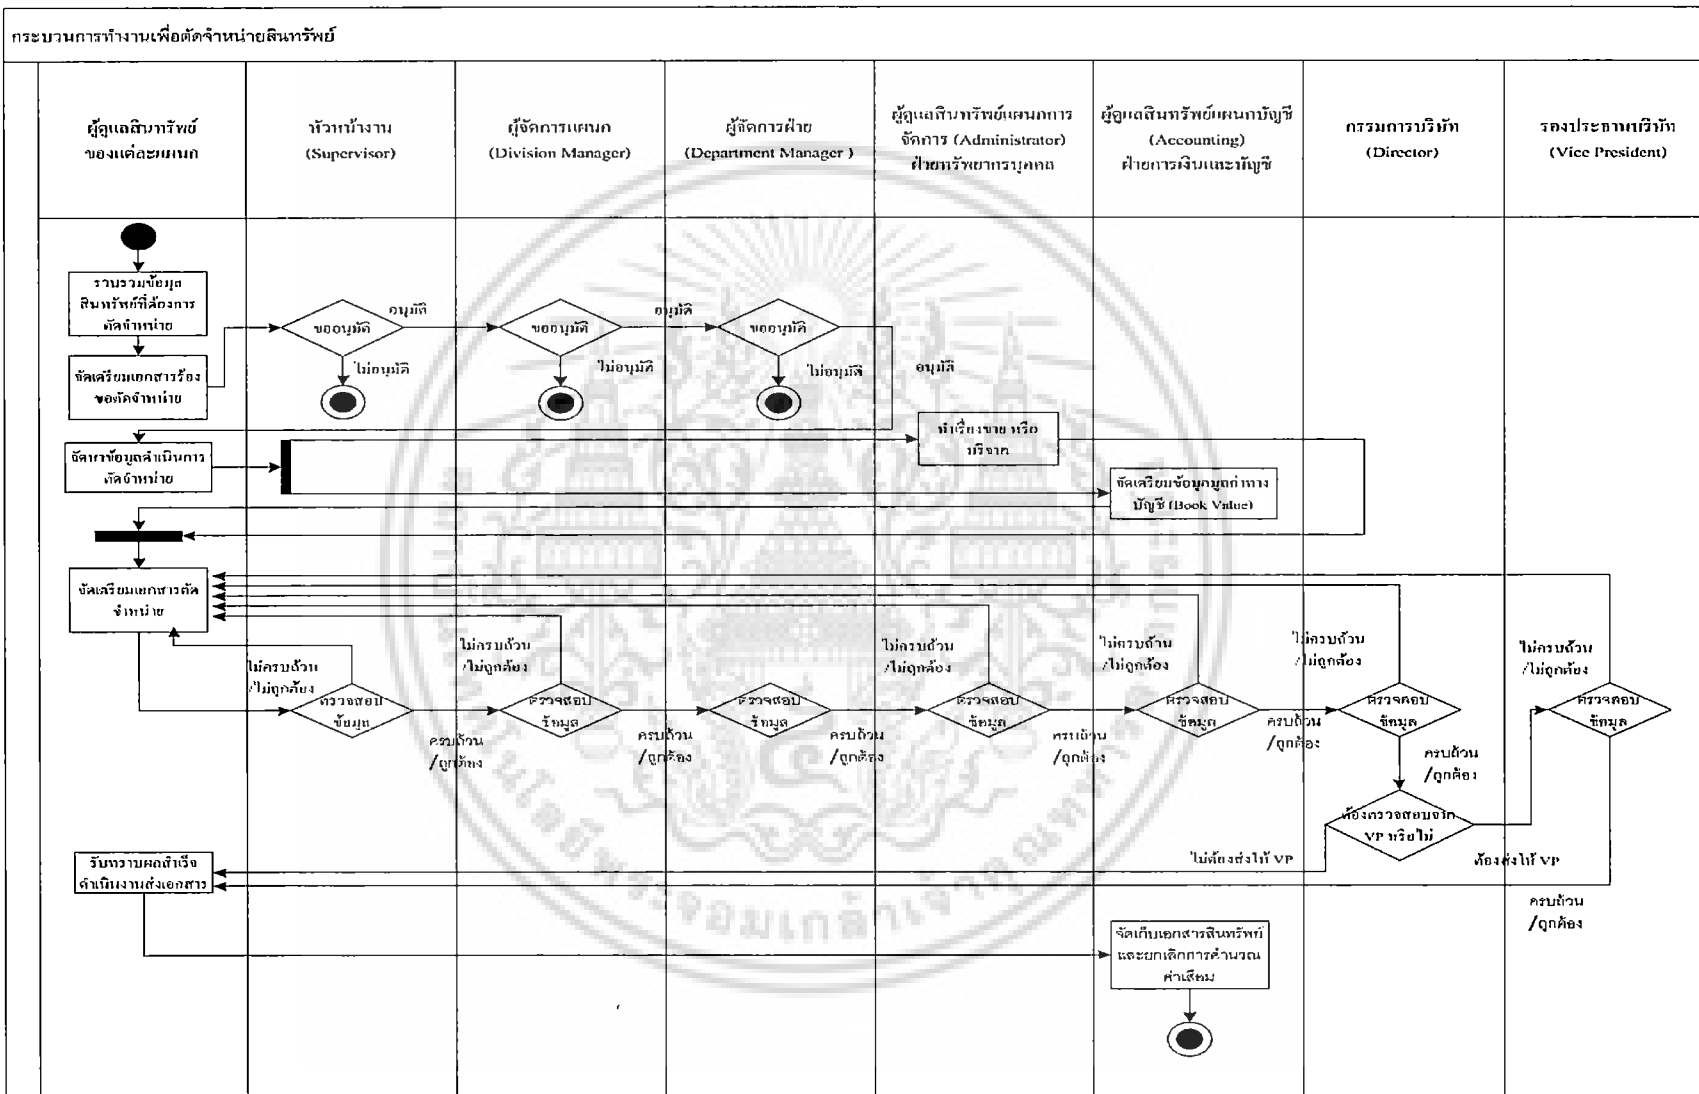 กระบวนการทำงานเพื่อตัดจำหน่ายสินทรัพย์
ผู้ดูแลสินทรัพย์
ของแต่ละแผนก
หัวหน้างาน
(Supervisor)
ผู้จัดการแผนก
(Division Manager)
ผู้จัดการฝ่าย
(Department Manager )
ผู้ดูแลสินทรัพย์แผนกการ
จัดการ (Administrator)
ฝ่ายทรัพยากรบุคคล
ผู้ดูแลสินทรัพย์แผนกบัญชี
(Accounting)
ฝ่ายการเงินและบัญชี
กรรมการบริษัท
(Director)
รองประธานบริษัท
(Vice President)
รวบรวมข้อมูล
สินทรัพย์ที่ต้องการ
ตัดจำหน่าย
ขออนุมัติ
อนุมัติ
ขออนุมัติ
อนุมัติ
ขออนุมัติ
จัดเตรียมเอกสารร้อง
ขอตัดจำหน่าย
ไม่อนุมัติ
ไม่อนุมัติ
ไม่อนุมัติ
อนุมัติ
จัดหาข้อมูลดำเนินการ
ตัดจำหน่าย
ทำเรื่องขาย หรือ
บริจาค
จัดเตรียมข้อมูลมูลค่าทาง
บัญชี (Book Value)
จัดเตรียมเอกสารตัด
จำหน่าย
ไม่ครบถ้วน
/ไม่ถูกต้อง
ไม่ครบถ้วน
/ไม่ถูกต้อง
ไม่ครบถ้วน
/ไม่ถูกต้อง
ไม่ครบถ้วน
/ไม่ถูกต้อง
ไม่ครบถ้วน
/ไม่ถูกต้อง
ไม่ครบถ้วน
/ไม่ถูกต้อง
ตรวจสอบ
ข้อมูล
ตรวจสอบ
ข้อมูล
ตรวจสอบ
ข้อมูล
ตรวจสอบ
ข้อมูล
ตรวจสอบ
ข้อมูล
ตรวจสอบ
ข้อมูล
ตรวจสอบ
ข้อมูล
ครบถ้วน
/ถูกต้อง
ครบถ้วน
/ถูกต้อง
ครบถ้วน
/ถูกต้อง
ครบถ้วน
/ถูกต้อง
ครบถ้วน
/ถูกต้อง
ครบถ้วน
/ถูกต้อง
ต้องตรวจสอบจาก
VP หรือไม่
ไม่ต้องส่งให้ VP
ต้องส่งให้ VP
รับทราบผลสำเร็จ
ดำเนินงานส่งเอกสาร
ครบถ้วน
/ถูกต้อง
จัดเก็บเอกสารสินทรัพย์
และยกเลิกการคำนวณ
ค่าเสื่อม